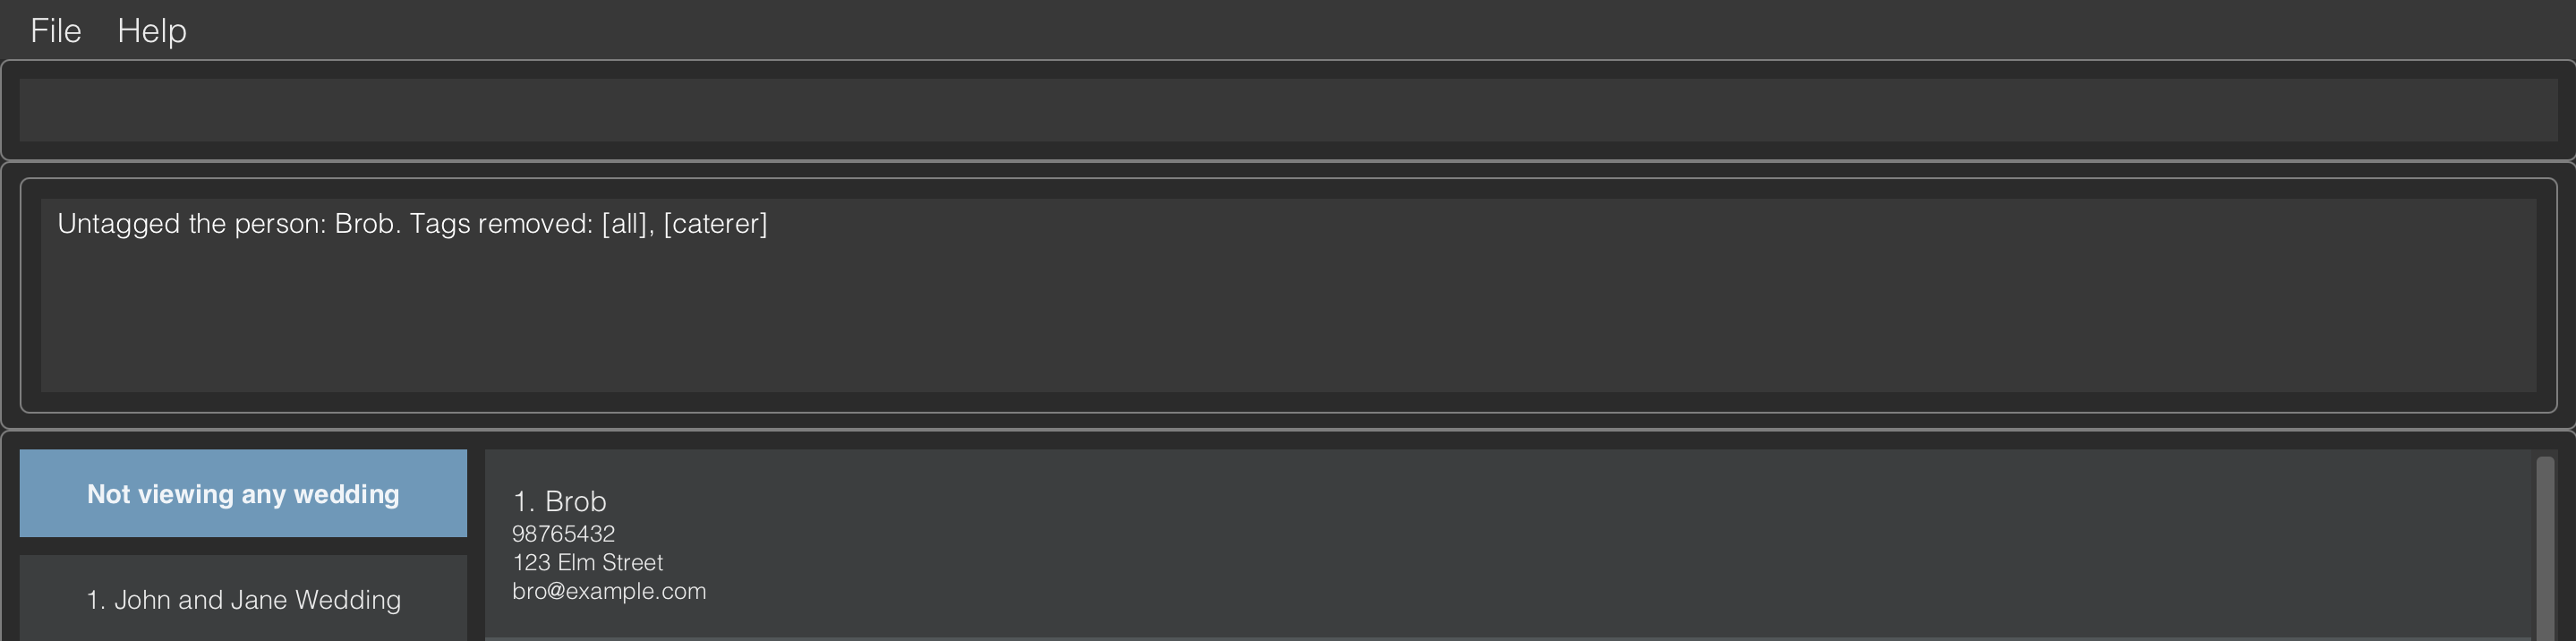 File Help
Untagged the person: Brob. Tags removed: [all], [caterer]
Not viewing any wedding
1. John and Jane Wedding
1. Brob
98765432
123 Elm Street
bro@example.com